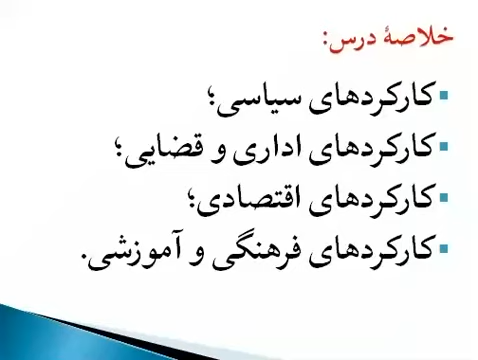 خلاصهٔ درس:
کارکردهای سیاسی؛
کارکردهای اداری و قضایی؛
کارکردهای اقتصادی؛
کارکردهای فرهنگی و آموزشی.